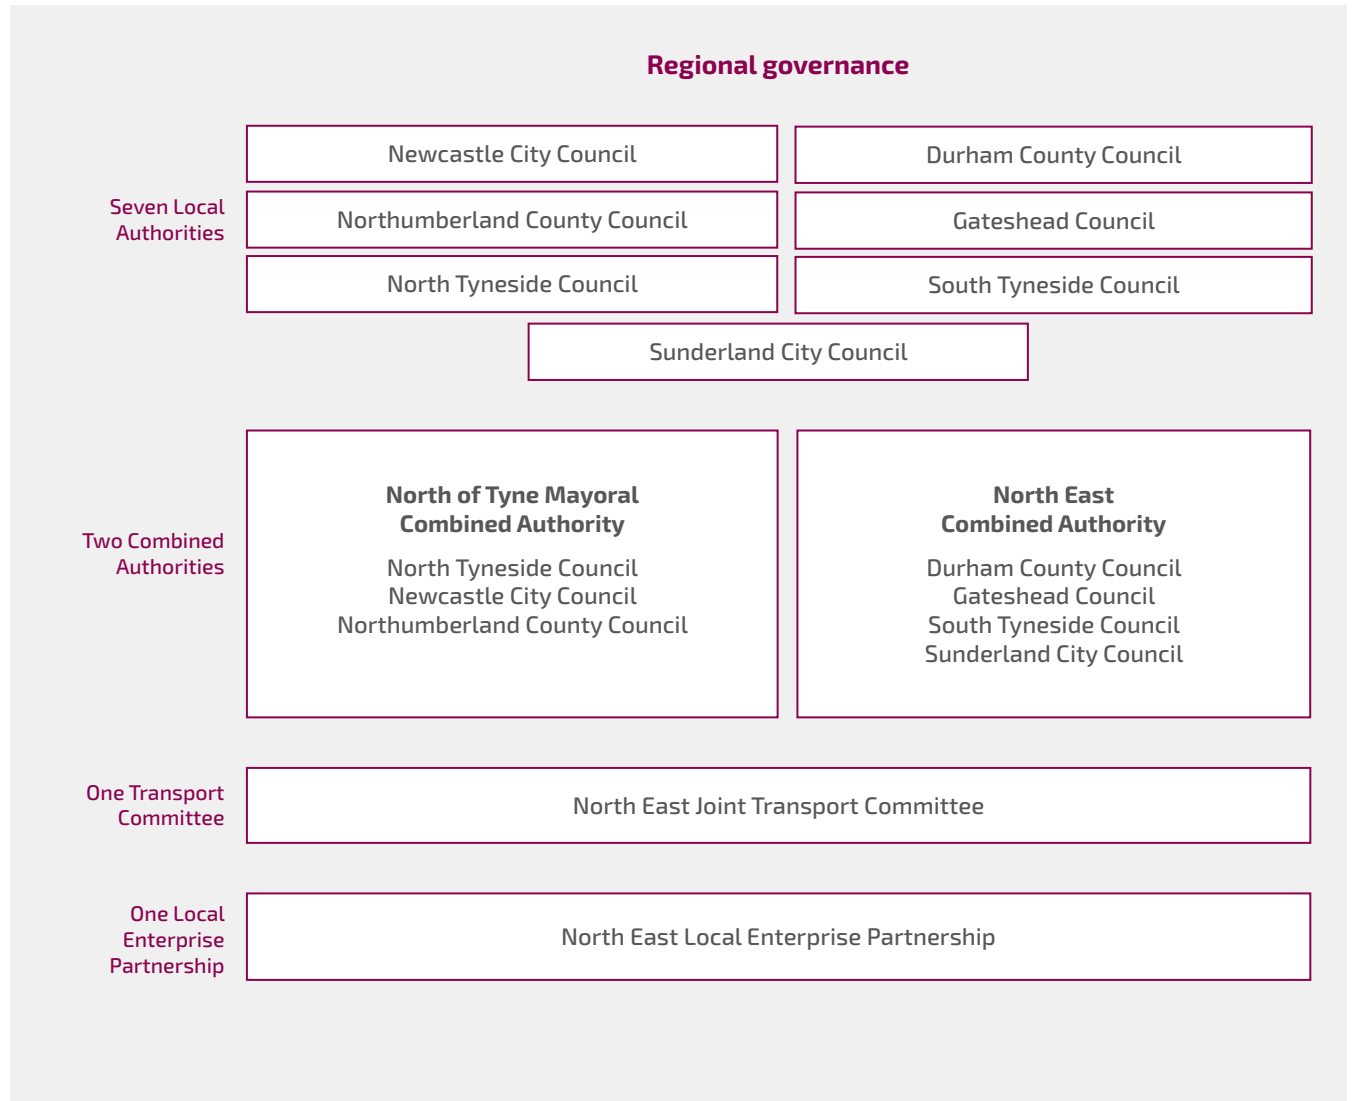 Regional governance
Seven Local
Authorities
Newcastle City Council
Durham County Council
Northumberland County Council
Gateshead Council
North Tyneside Council
South Tyneside Council
Sunderland City Council
Two Combined
Authorities
North of Tyne Mayoral
Combined Authority
North Tyneside Council
Newcastle City Council
Northumberland County Council
North East
Combined Authority
Durham County Council
Gateshead Council
South Tyneside Council
Sunderland City Council
One Transport
Committee
North East Joint Transport Committee
One Local
Enterprise
Partnership
North East Local Enterprise Partnership